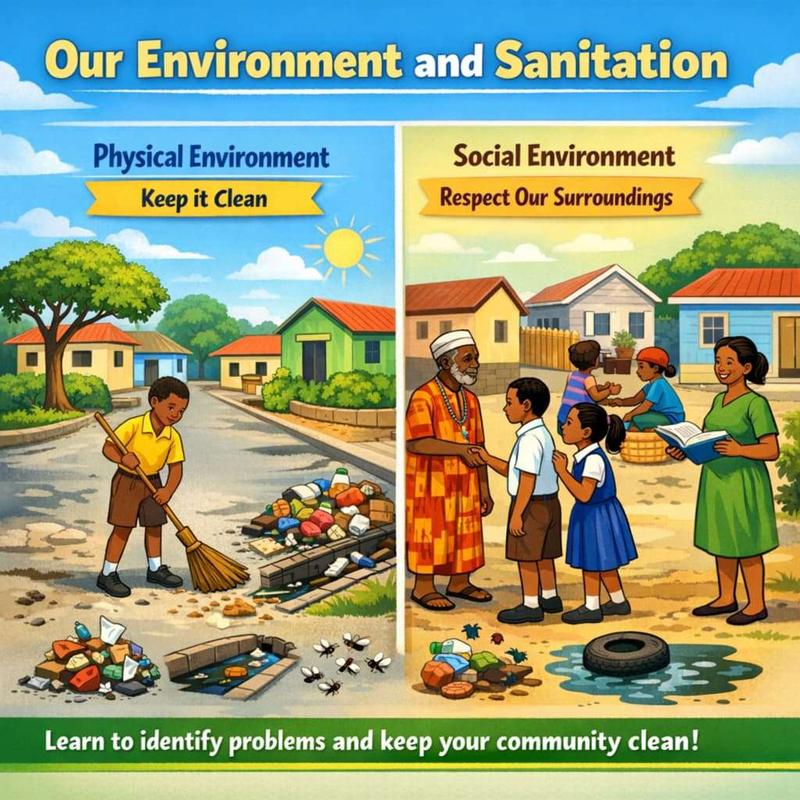 Our Environment and Sanitation
Physical Environment
Keep it Clean
Social Environment
Respect Our Surroundings
Learn to identify problems and keep your community clean!